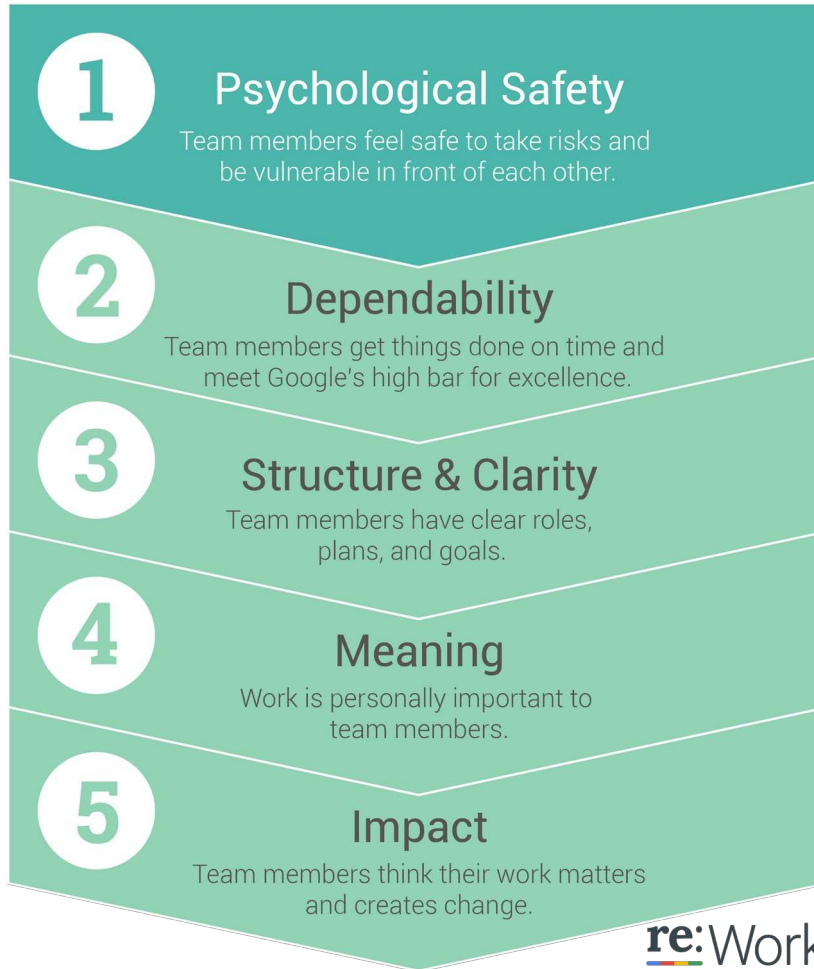 1
Psychological Safety
Team members feel safe to take risks and
be vulnerable in front of each other.
2
Dependability
Team members get things done on time and
meet Google's high bar for excellence.
3
Structure & Clarity
Team members have clear roles,
plans, and goals.
4
Meaning
Work is personally important to
team members.
5
Impact
Team members think their work matters
and creates change.
re:Work